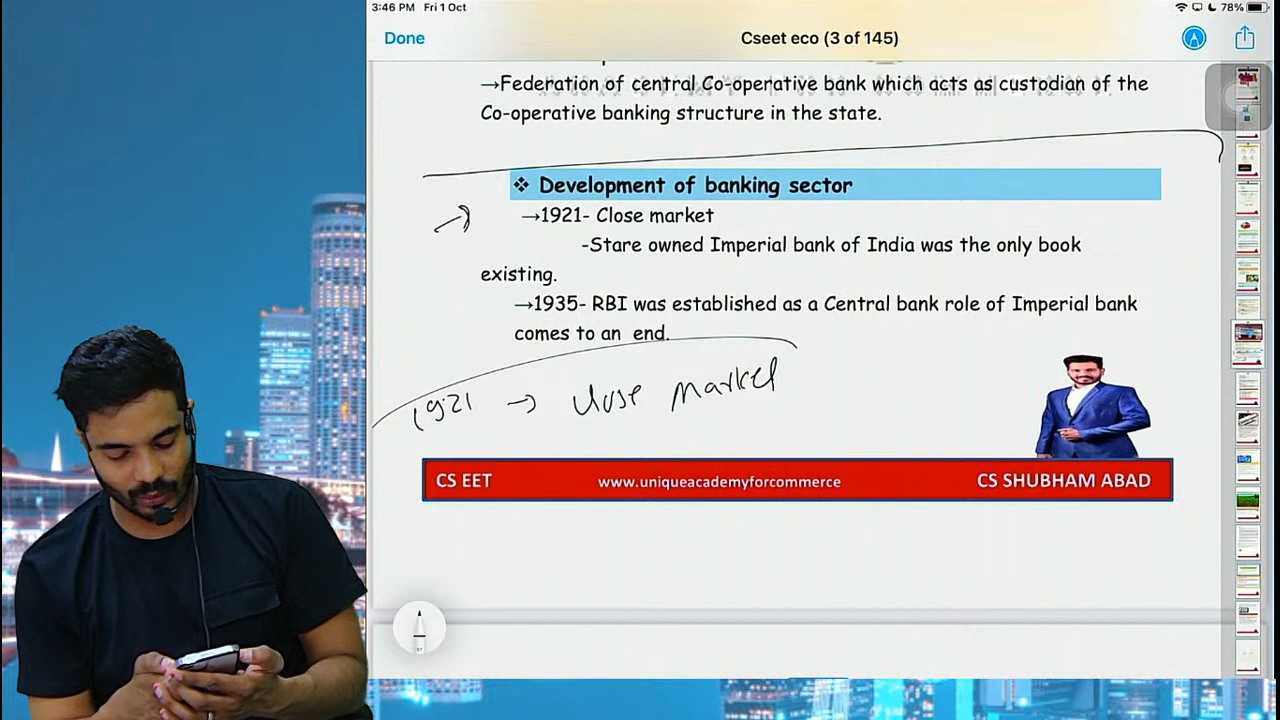 3:46 PM Fri 1 Oct
78%
Done
Cseet eco (3 of 145)
→Federation of central Co-operative bank which acts as custodian of the
Co-operative banking structure in the state.
❖ Development of banking sector
→1921- Close market
-Stare owned Imperial bank of India was the only book
existing.
→1935- RBI was established as a Central bank role of Imperial bank
comes to an end.
1921 → Close Market
CS EET
www.uniqueacademyforcommerce
CS SHUBHAM ABAD